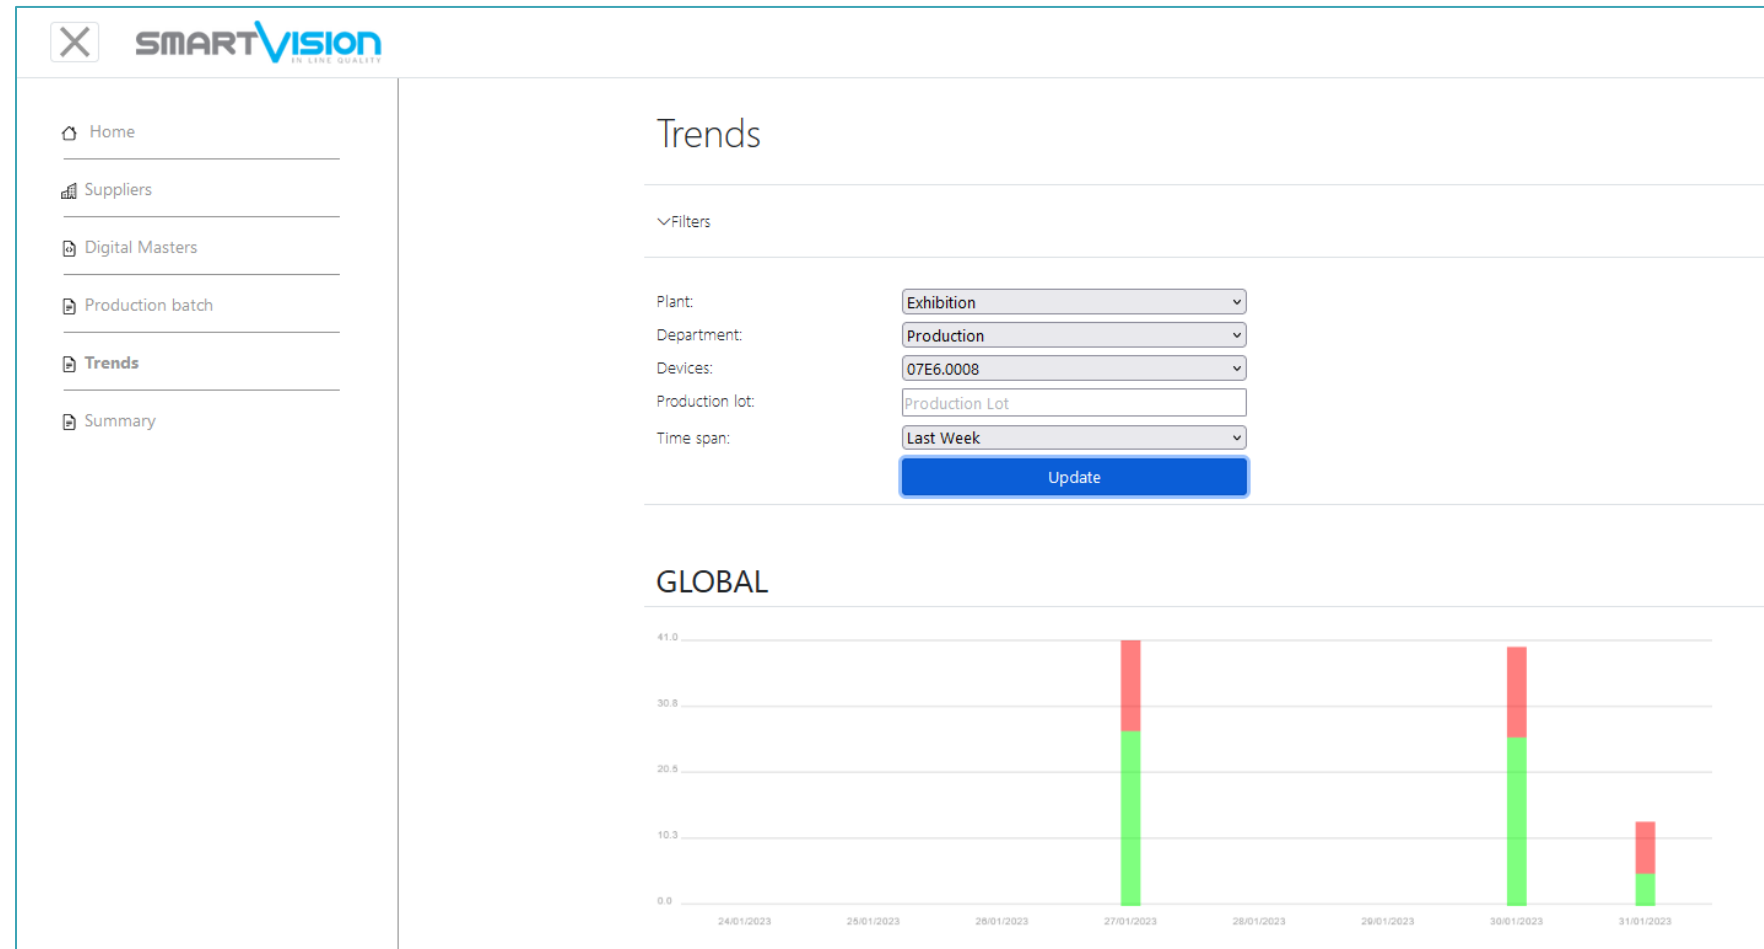 SMARTVISION
IN LINE QUALITY
Home
Suppliers
Digital Masters
Production batch
Trends
Summary
Trends
Filters
Plant: Exhibition
Department: Production
Devices: 07E6.0008
Production lot: Production Lot
Time span: Last Week
Update
GLOBAL
41.0
30.8
20.5
10.3
0.0
24/01/2023 25/01/2023 26/01/2023 27/01/2023 28/01/2023 29/01/2023 30/01/2023 31/01/2023